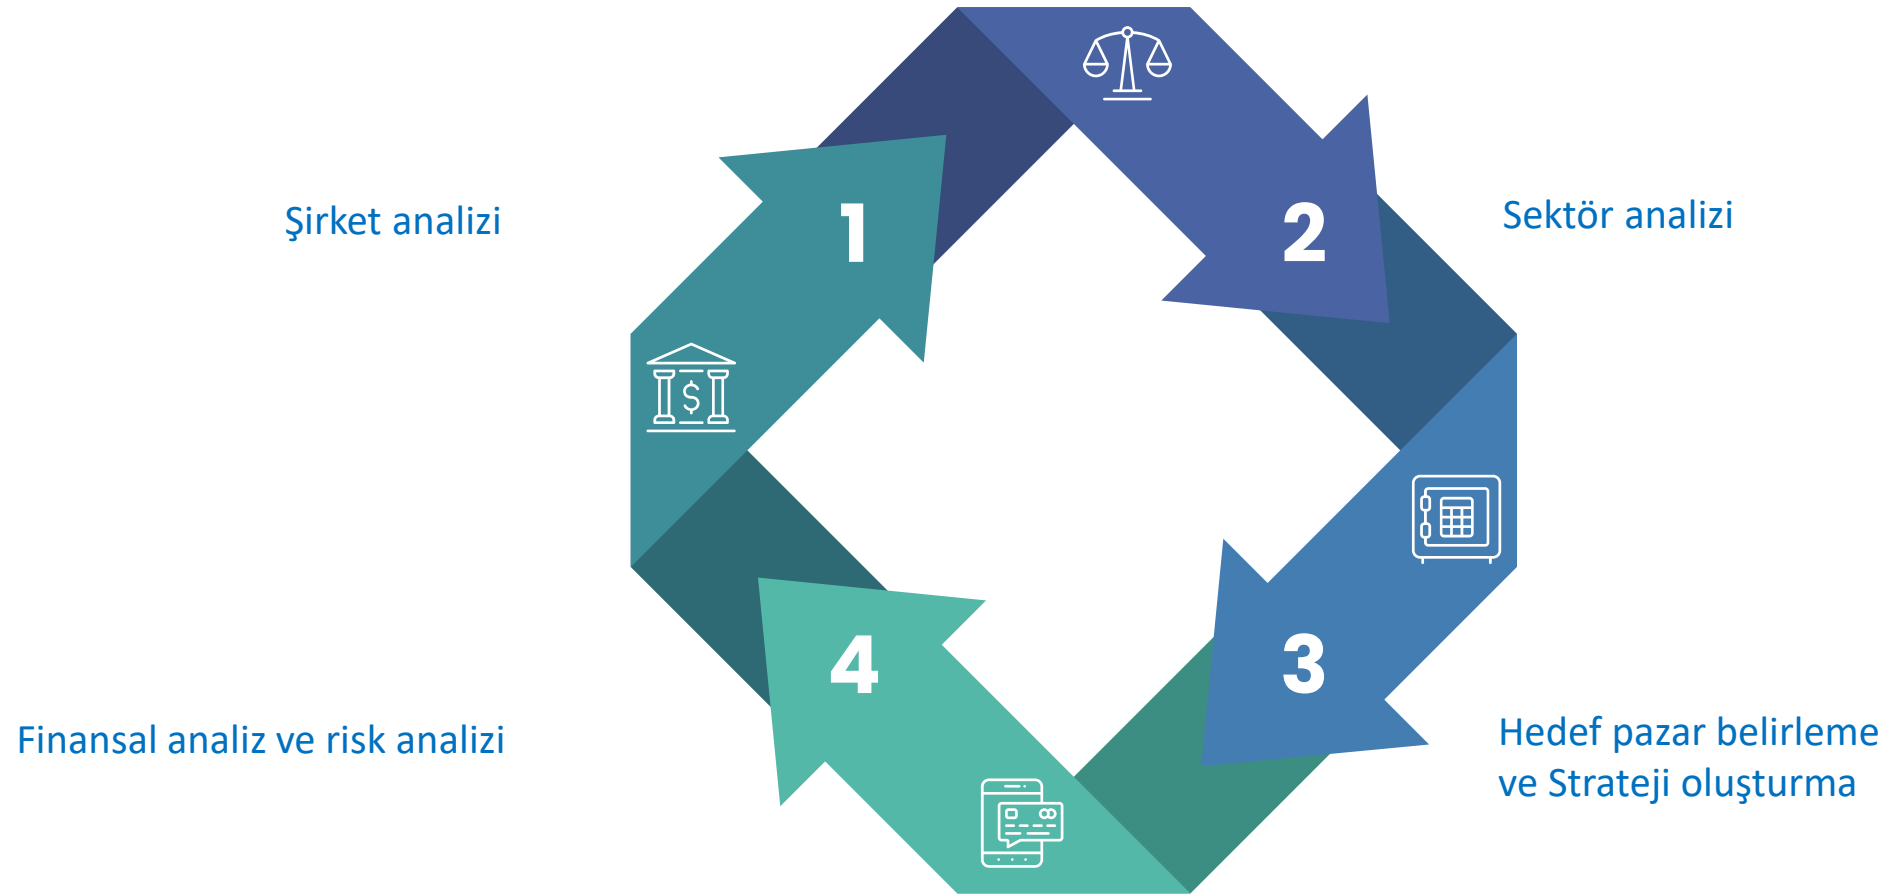 Şirket analizi
1
2
Sektör analizi
$
Finansal analiz ve risk analizi
4
3
Hedef pazar belirleme
ve Strateji oluşturma